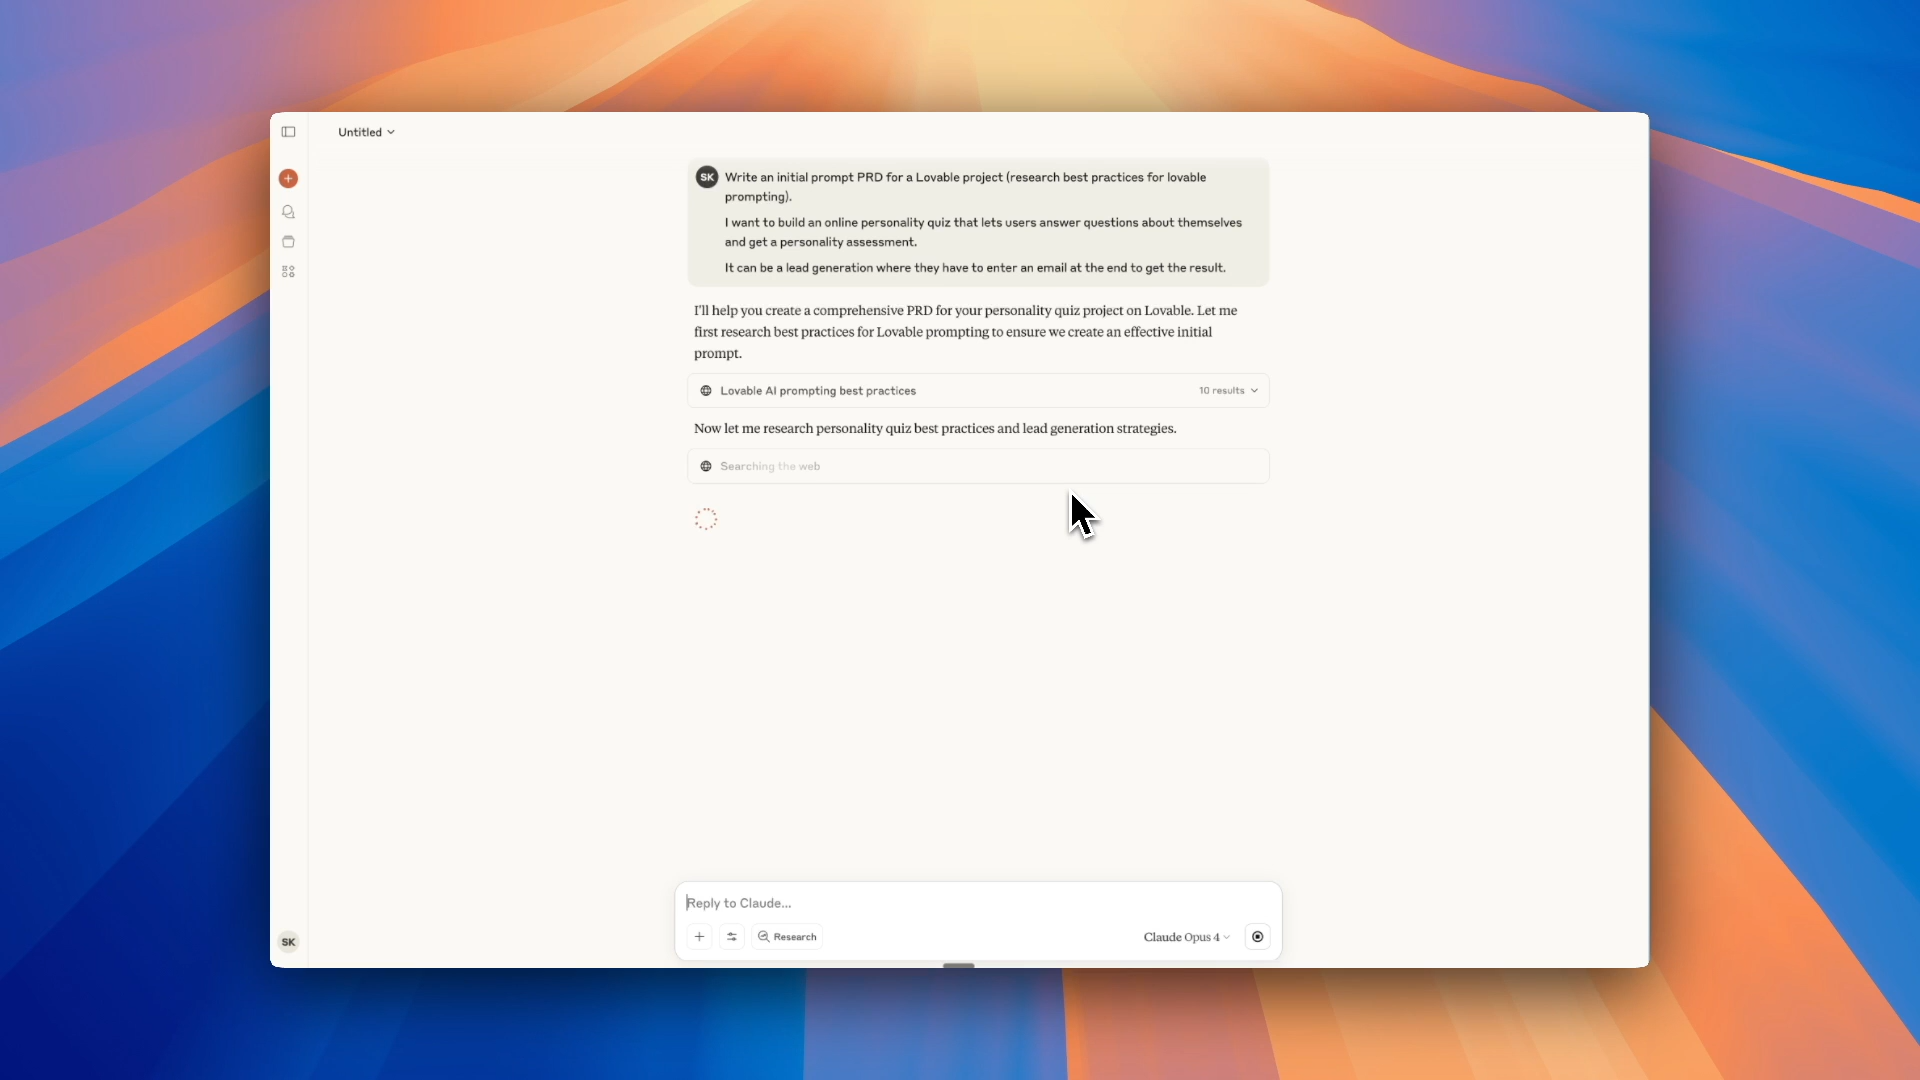 Untitled
SK
Write an initial prompt PRD for a Lovable project (research best practices for lovable
prompting).
I want to build an online personality quiz that lets users answer questions about themselves
and get a personality assessment.
It can be a lead generation where they have to enter an email at the end to get the result.
I'll help you create a comprehensive PRD for your personality quiz project on Lovable. Let me
first research best practices for Lovable prompting to ensure we create an effective initial
prompt.
Lovable AI prompting best practices 10 results
Now let me research personality quiz best practices and lead generation strategies.
Searching the web
Reply to Claude...
Research Claude Opus 4
SK